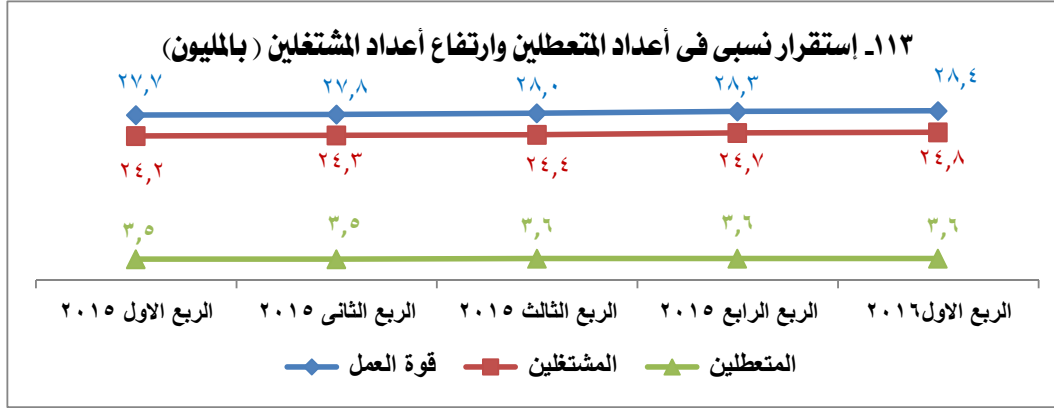 ١١٣ـ إستقرار نسبى فى أعداد المتعطلين وارتفاع أعداد المشتغلين ( بالمليون)
٢٧,٧ ٢٧,٨ ٢٨,٠ ٢٨,٣ ٢٨,٤
٢٤,٢ ٢٤,٣ ٢٤,٤ ٢٤,٧ ٢٤,٨
٣,٥ ٣,٥ ٣,٦ ٣,٦ ٣,٦
الربع الاول ٢٠١٥ الربع الثانى ٢٠١٥ الربع الثالث ٢٠١٥ الربع الرابع ٢٠١٥ الربع الاول٢٠١٦
قوة العمل المشتغلين المتعطلين